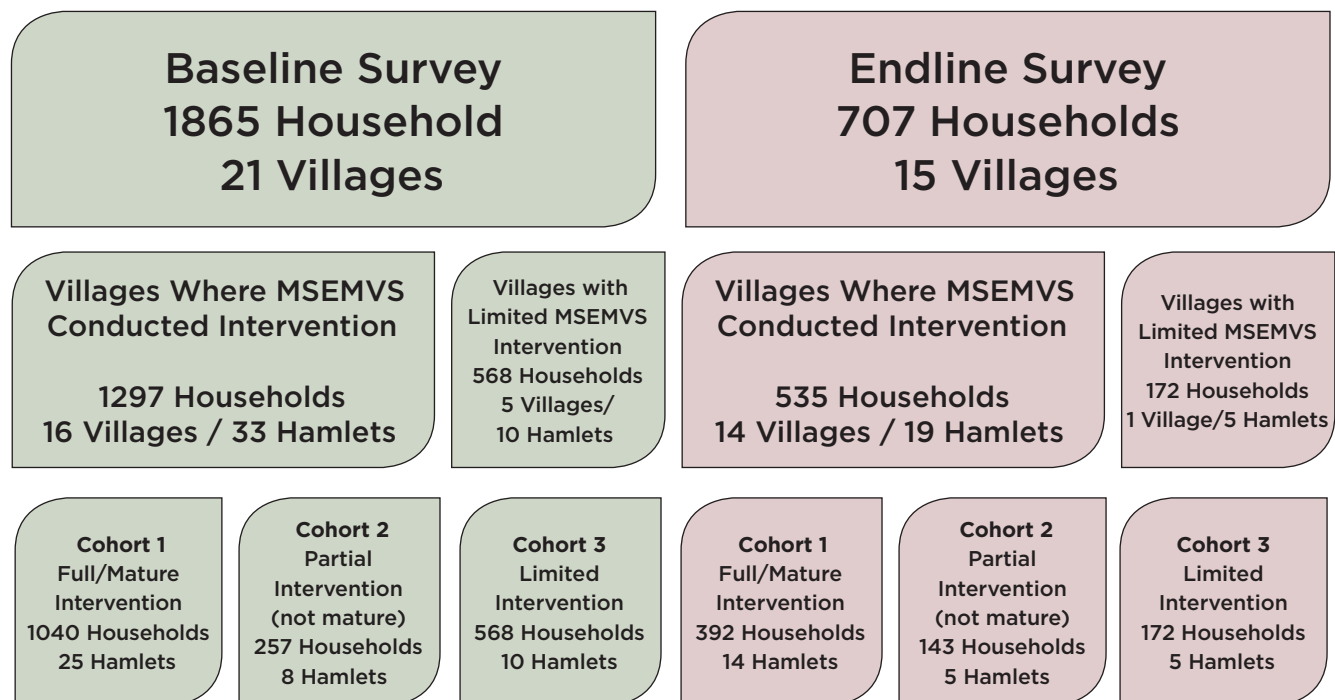 Baseline Survey
1865 Household
21 Villages
Endline Survey
707 Households
15 Villages
Villages Where MSEMVS
Conducted Intervention
1297 Households
16 Villages / 33 Hamlets
Villages with
Limited MSEMVS
Intervention
568 Households
5 Villages/
10 Hamlets
Villages Where MSEMVS
Conducted Intervention
535 Households
14 Villages / 19 Hamlets
Villages with
Limited MSEMVS
Intervention
172 Households
1 Village/5 Hamlets
Cohort 1
Full/Mature
Intervention
1040 Households
25 Hamlets
Cohort 2
Partial
Intervention
(not mature)
257 Households
8 Hamlets
Cohort 3
Limited
Intervention
568 Households
10 Hamlets
Cohort 1
Full/Mature
Intervention
392 Households
14 Hamlets
Cohort 2
Partial
Intervention
(not mature)
143 Households
5 Hamlets
Cohort 3
Limited
Intervention
172 Households
5 Hamlets